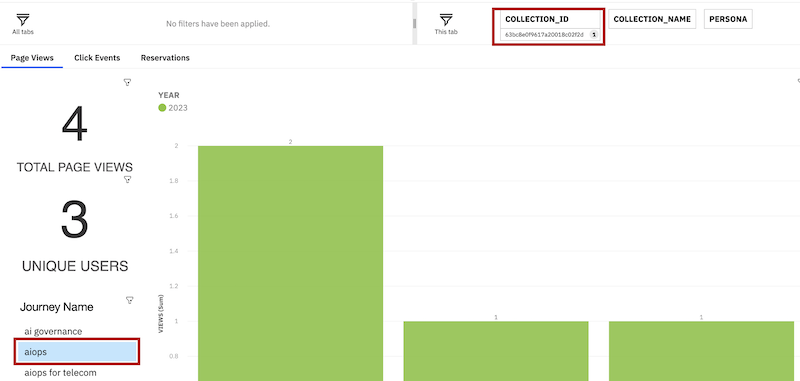 All tabs
No filters have been applied.
This tab
COLLECTION_ID
63bc8e0f9617a20018c02f2d 1
COLLECTION_NAME
PERSONA
Page Views
Click Events
Reservations
4
TOTAL PAGE VIEWS
3
UNIQUE USERS
Journey Name
ai governance
aiops
aiops for telecom
YEAR
2023
VIEWS (Sum)
2
1.8
1.6
1.4
1.2
1
0.8
2
1
1